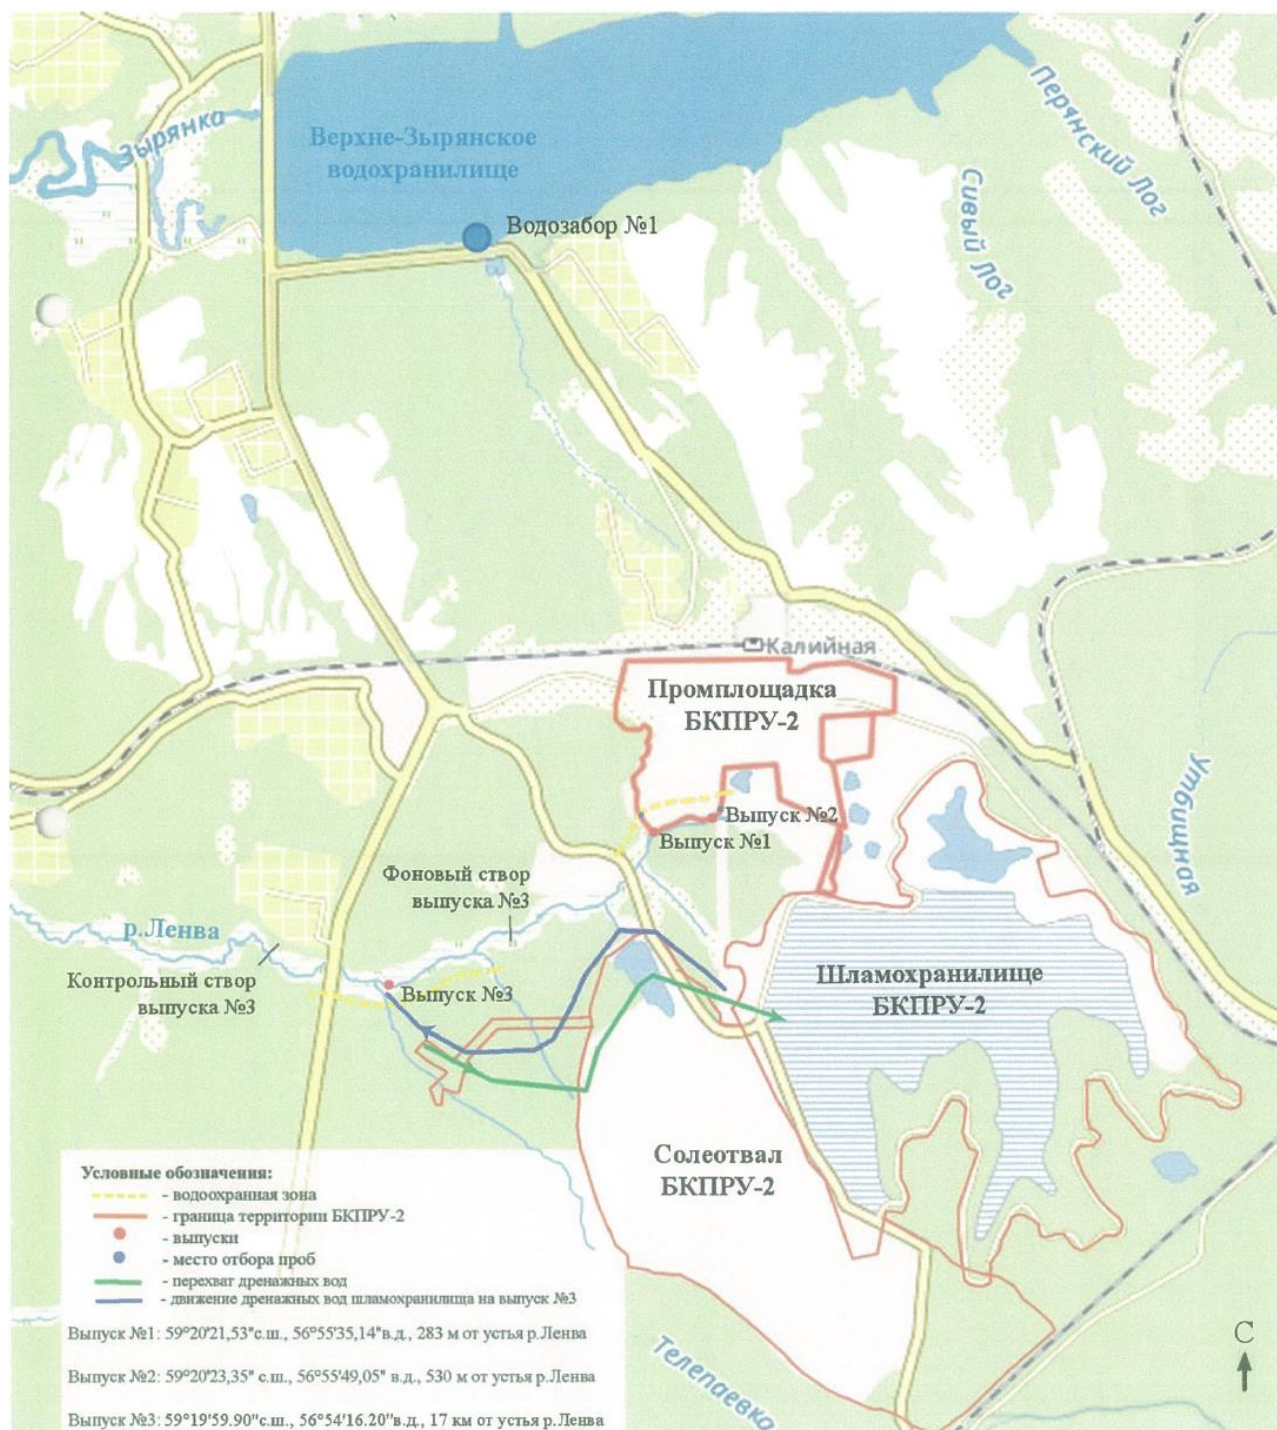 Зырянка
Верхне-Зырянское
водохранилище
Водозабор №1
Перянский Лог
Сивый Лог
Калийная
Промплощадка
БКПРУ-2
Выпуск №2
Выпуск №1
Утбищная
Фоновый створ
выпуска №3
р.Ленва
Контрольный створ
выпуска №3
Выпуск №3
Шламохранилище
БКПРУ-2
Солеотвал
БКПРУ-2
Условные обозначения:
- водоохранная зона
- граница территории БКПРУ-2
- выпуски
- место отбора проб
- перехват дренажных вод
- движение дренажных вод шламохранилища на выпуск №3
Выпуск №1: 59°20'21,53"с.ш., 56°55'35,14"в.д., 283 м от устья р.Ленва
Выпуск №2: 59°20'23,35" с.ш., 56°55'49,05" в.д., 530 м от устья р.Ленва
Выпуск №3: 59°19'59.90"с.ш., 56°54'16.20"в.д., 17 км от устья р.Ленва
Телепаевка
С